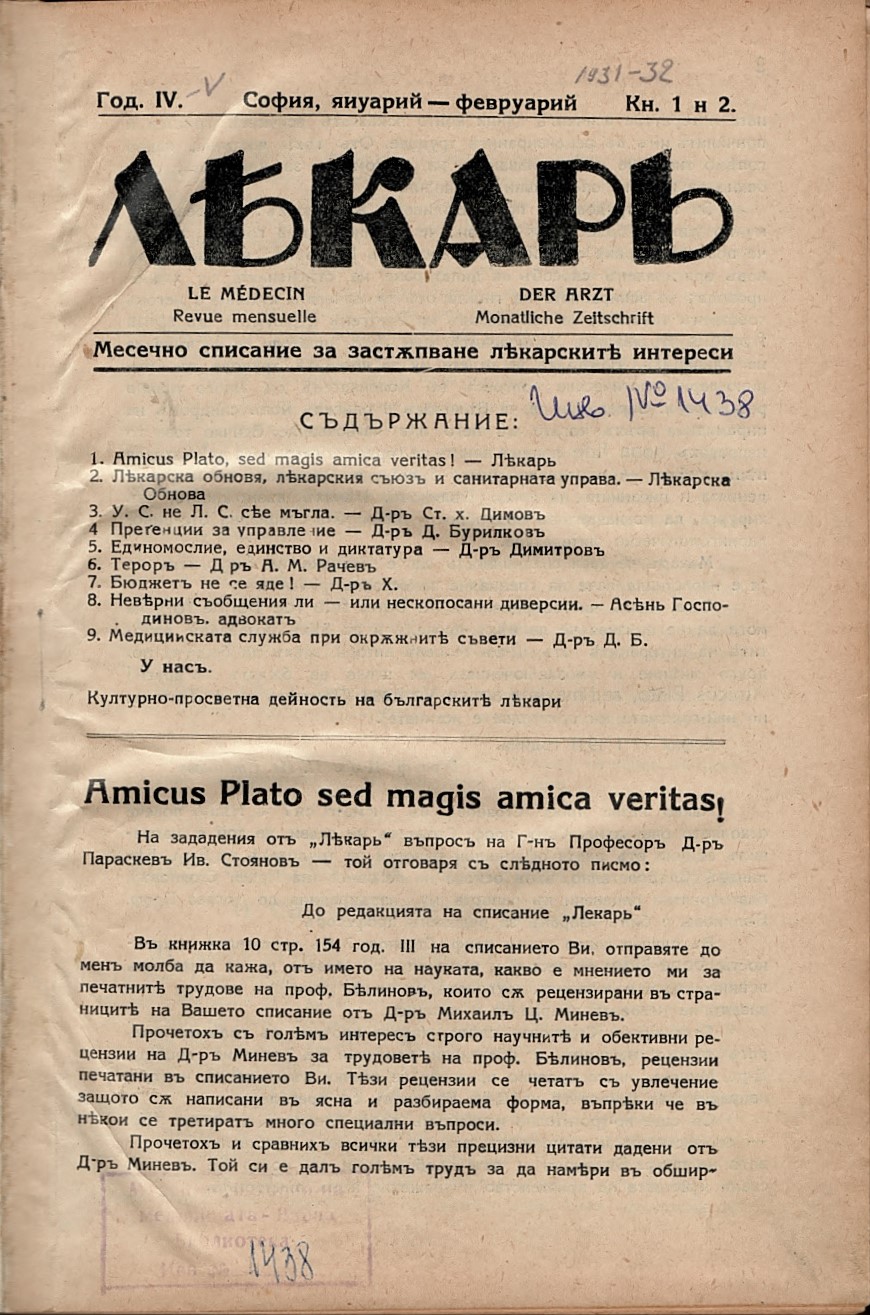 1931-32
Год. IV.-V София, януарий — февруарий Кн. 1 н 2.
ЛѢКАРЬ
LE MÉDECIN DER ARZT
Revue mensuelle Monatliche Zeitschrift
Месечно списание за застѫпване лѣкарскитѣ интереси
СЪДЪРЖАНИЕ: Инв. № 1438
1. Amicus Plato, sed magis amica veritas! — Лѣкарь
2. Лѣкарска обновя, лѣкарския съюзъ и санитарната управа. — Лѣкарска
Обнова
3. У. С. не Л. С. сѣе мъгла. — Д-ръ Ст. х. Димовъ
4 Претенции за управление — Д-ръ Д. Бурилковъ
5. Единомослие, единство и диктатура — Д-ръ Димитровъ
6. Тероръ — Д ръ А. М. Рачевъ
7. Бюджетъ не се яде! — Д-ръ Х.
8. Невѣрни съобщения ли — или нескопосани диверсии. — Асѣнь Госпо-
диновъ. адвокатъ
9. Медицинската служба при окрѫжнитѣ съвети — Д-ръ Д. Б.
У насъ.
Културно-просветна дейность на българскитѣ лѣкари
Amicus Plato sed magis amica veritas!
На зададения отъ „Лѣкарь“ въпросъ на Г-нъ Професоръ Д-ръ
Параскевъ Ив. Стояновъ — той отговаря съ слѣдното писмо:
До редакцията на списание „Лекарь“
Въ книжка 10 стр. 154 год. III на списанието Ви, отправяте до
менъ молба да кажа, отъ името на науката, какво е мнението ми за
печатнитѣ трудове на проф. Бѣлиновъ, които сѫ рецензирани въ стра-
ницитѣ на Вашето списание отъ Д-ръ Михаилъ Ц. Миневъ.
Прочетохъ съ голѣмъ интересъ строго научнитѣ и обективни ре-
цензии на Д-ръ Миневъ за трудоветѣ на проф. Бѣлиновъ, рецензии
печатани въ списанието Ви. Тѣзи рецензии се четатъ съ увлечение
защото сѫ написани въ ясна и разбираема форма, въпрѣки че въ
нѣкои се третиратъ много специални въпроси.
Прочетохъ и сравнихъ всички тѣзи прецизни цитати дадени отъ
Д-ръ Миневъ. Той си е далъ голѣмъ трудъ за да намѣри въ обшир-
Библиотека
1438